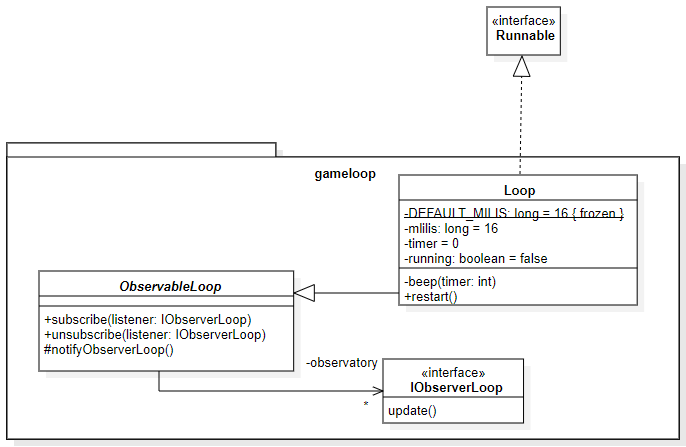 «interface»
Runnable
gameloop
Loop
-DEFAULT_MILIS: long = 16 { frozen }
-mlilis: long = 16
-timer = 0
-running: boolean = false
-beep(timer: int)
+restart()
ObservableLoop
+subscribe(listener: IObserverLoop)
+unsubscribe(listener: IObserverLoop)
#notifyObserverLoop()
-observatory
*
«interface»
IObserverLoop
update()